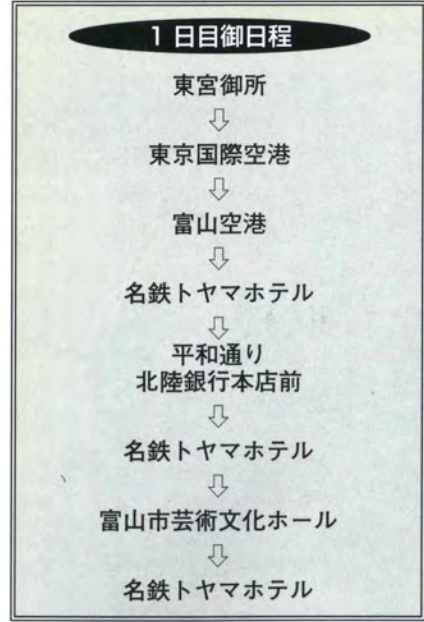 1日目御日程
東宮御所
⇩
東京国際空港
⇩
富山空港
⇩
名鉄トヤマホテル
⇩
平和通り
北陸銀行本店前
⇩
名鉄トヤマホテル
⇩
富山市芸術文化ホール
⇩
名鉄トヤマホテル